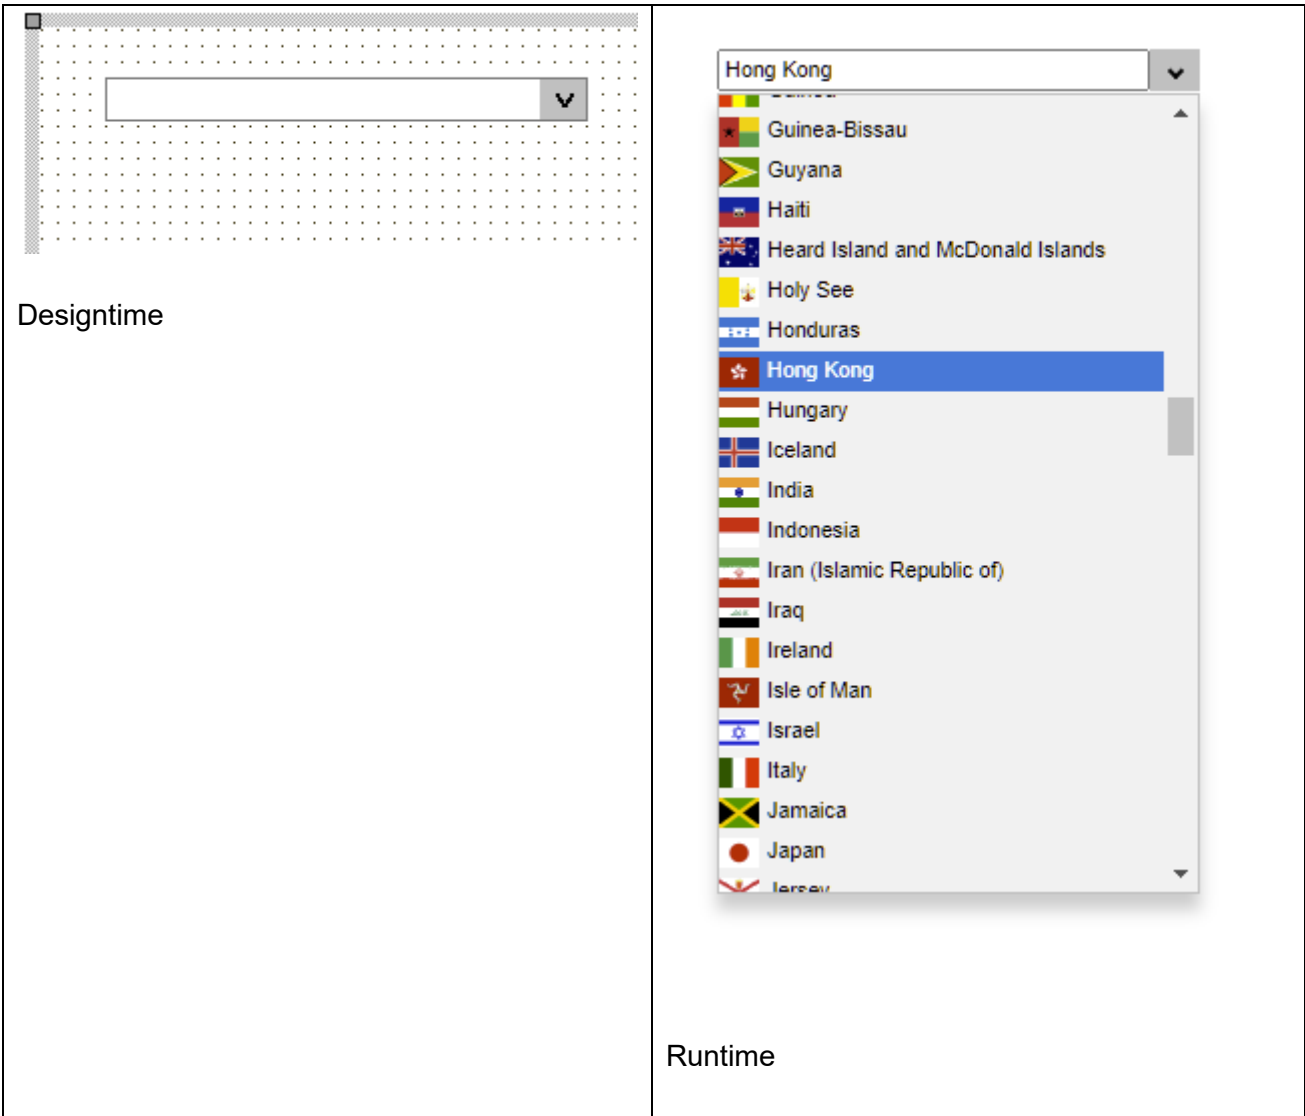 Designtime
Hong Kong
Guinea-Bissau
Guyana
Haiti
Heard Island and McDonald Islands
Holy See
Honduras
Hong Kong
Hungary
Iceland
India
Indonesia
Iran (Islamic Republic of)
Iraq
Ireland
Isle of Man
Israel
Italy
Jamaica
Japan
Jersey
Runtime